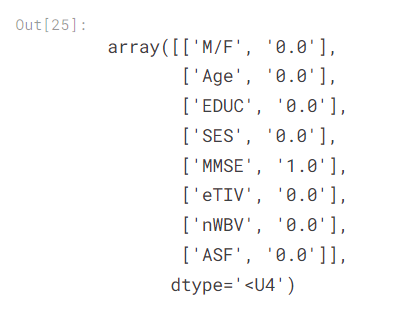 Out[25]:
array([['M/F', '0.0'],
['Age', '0.0'],
['EDUC', '0.0'],
['SES', '0.0'],
['MMSE', '1.0'],
['eTIV', '0.0'],
['nWBV', '0.0'],
['ASF', '0.0']],
dtype='<U4')